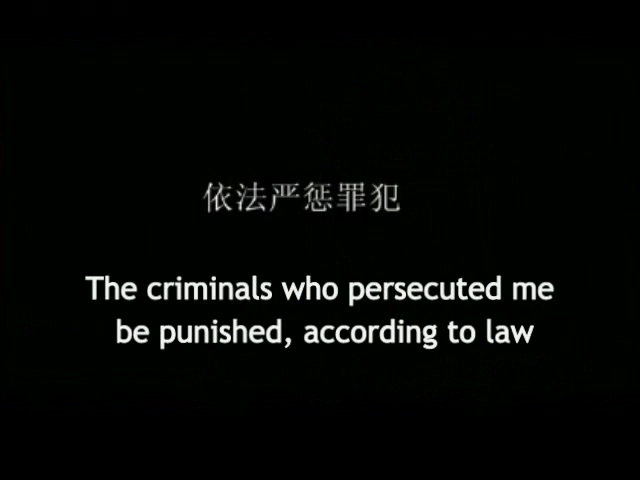 依法严惩罪犯
The criminals who persecuted me
be punished, according to law